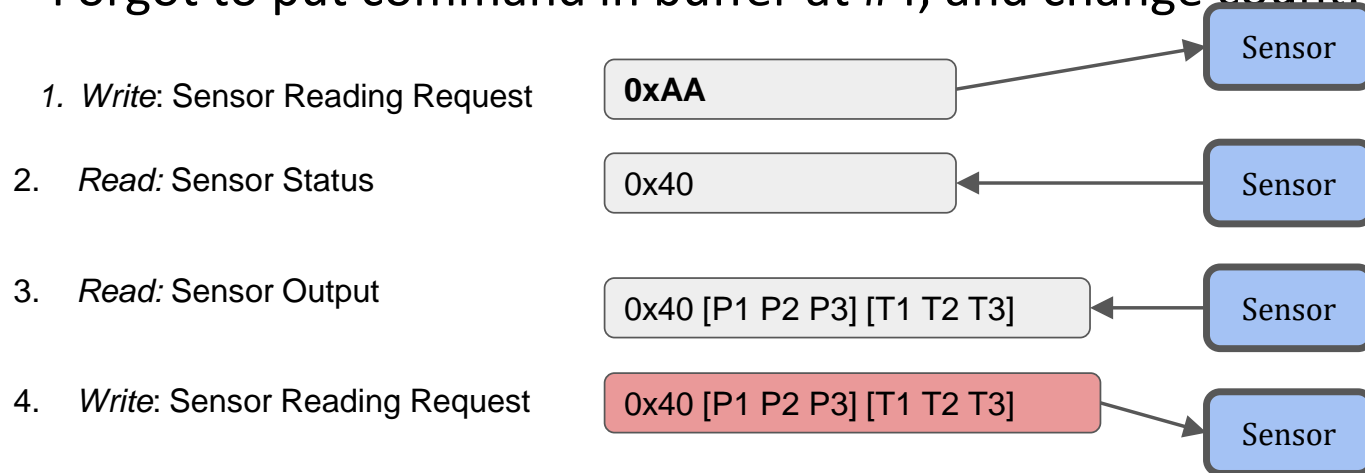 Forgot to put command in buffer at #4, and change
1. Write: Sensor Reading Request 0xAA Sensor
2. Read: Sensor Status 0x40 Sensor
3. Read: Sensor Output 0x40 [P1 P2 P3] [T1 T2 T3] Sensor
4. Write: Sensor Reading Request 0x40 [P1 P2 P3] [T1 T2 T3] Sensor